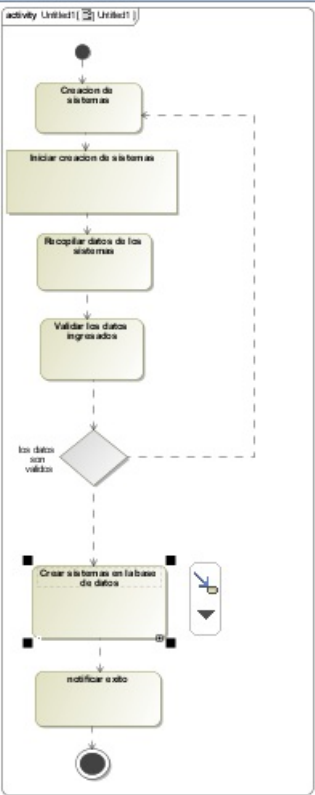 activity Untitled1[ Untitled1 ]
Creacion de
sistemas
Iniciar creacion de sistemas
Recopilar datos de los
sistemas
Validar los datos
ingresados
los datos
son
validos
Crear sistemas en la base
de datos
notificar exito